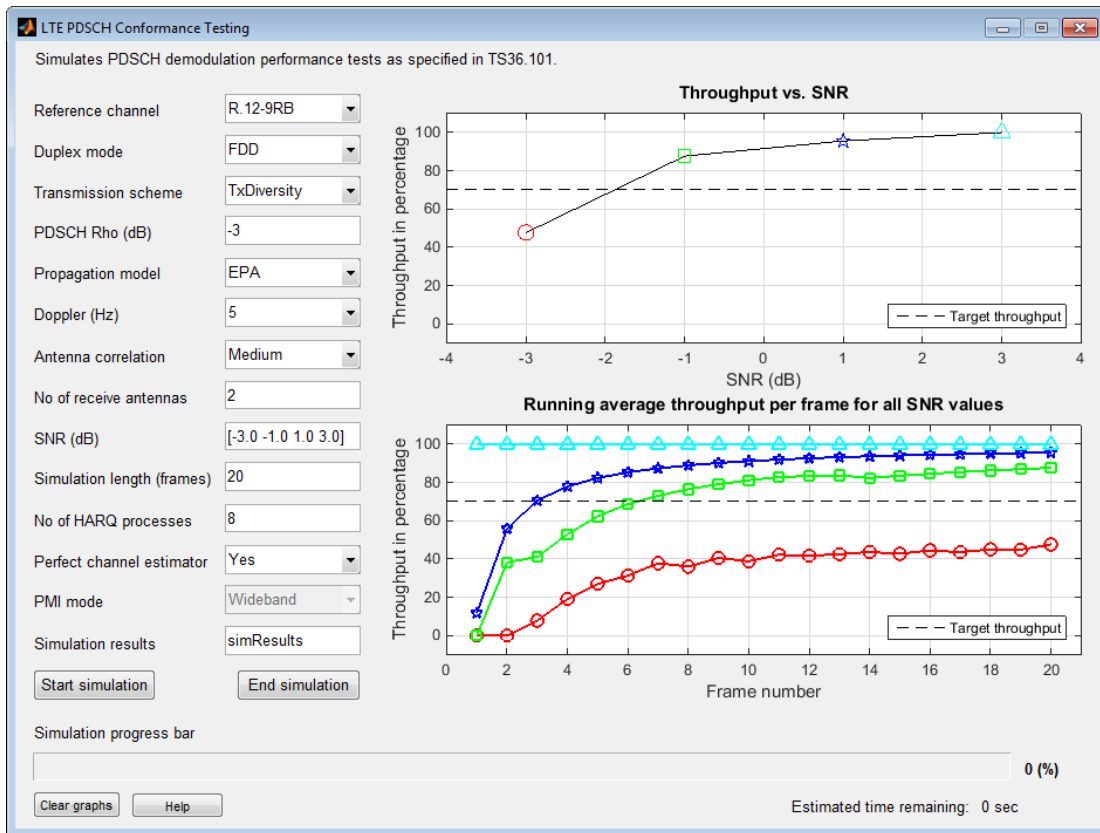 LTE PDSCH Conformance Testing
Simulates PDSCH demodulation performance tests as specified in TS36.101.
Reference channel R.12-9RB
Duplex mode FDD
Transmission scheme TxDiversity
PDSCH Rho (dB) -3
Propagation model EPA
Doppler (Hz) 5
Antenna correlation Medium
No of receive antennas 2
SNR (dB) [-3.0 -1.0 1.0 3.0]
Simulation length (frames) 20
No of HARQ processes 8
Perfect channel estimator Yes
PMI mode Wideband
Simulation results simResults
Start simulation End simulation
Throughput vs. SNR
Throughput in percentage
100
80
60
40
20
0
Target throughput
-4 -3 -2 -1 0 1 2 3 4
SNR (dB)
Running average throughput per frame for all SNR values
Throughput in percentage
100
80
60
40
20
0
Target throughput
0 2 4 6 8 10 12 14 16 18 20
Frame number
Simulation progress bar
0 (%)
Clear graphs Help
Estimated time remaining: 0 sec